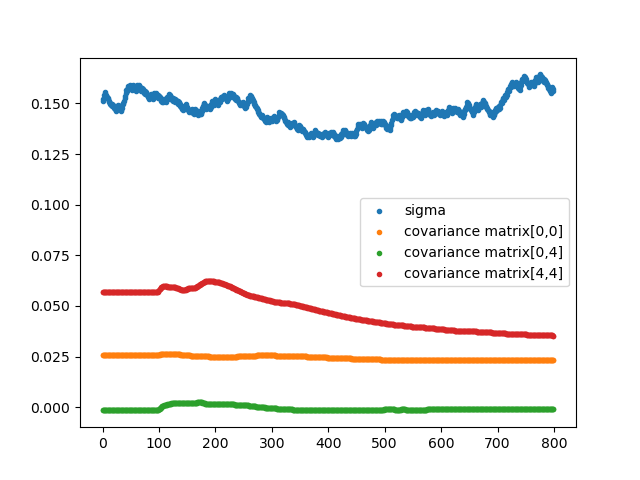 0.150
0.125
0.100
0.075
0.050
0.025
0.000
sigma
covariance matrix[0,0]
covariance matrix[0,4]
covariance matrix[4,4]
0 100 200 300 400 500 600 700 800